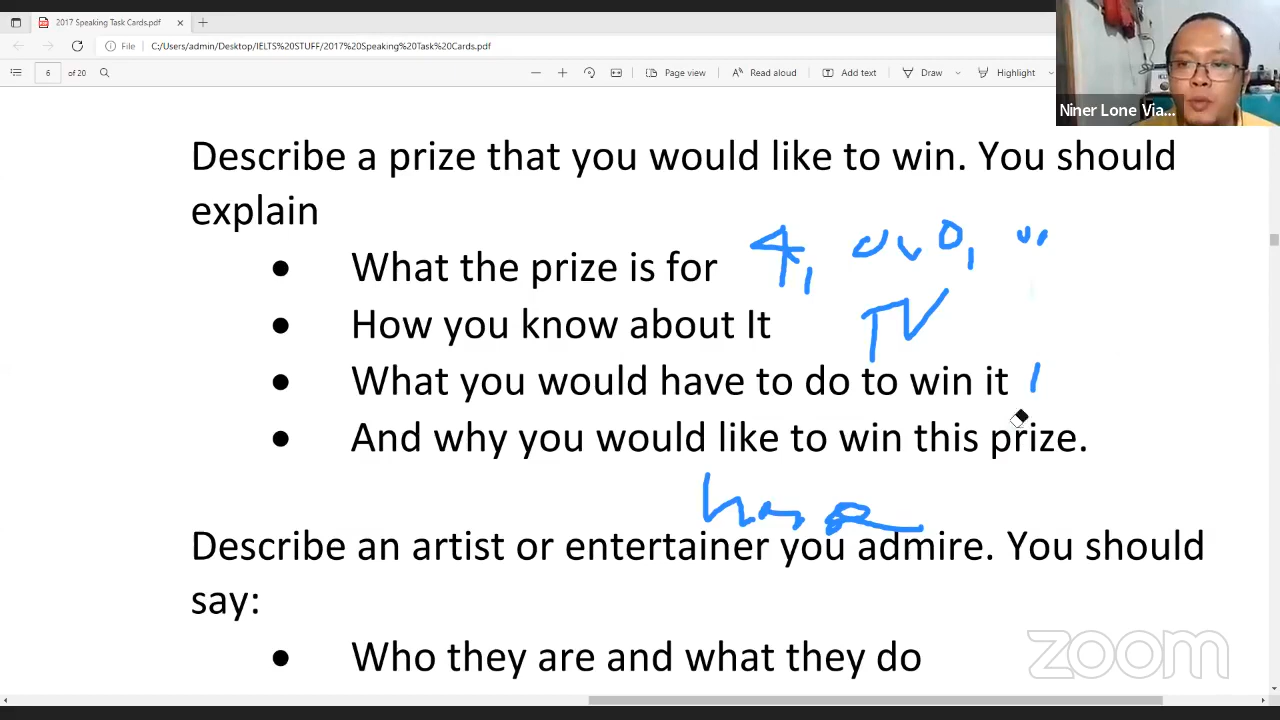 2017 Speaking Task Cards.pdf
File C:/Users/admin/Desktop/IELTS%20STUFF/2017%20Speaking%20Task%20Cards.pdf
6 of 20 Page view Read aloud Add text Draw Highlight
Niner Lone Via...
Describe a prize that you would like to win. You should
explain
• What the prize is for
• How you know about It
TV
• What you would have to do to win it
• And why you would like to win this prize.
Describe an artist or entertainer you admire. You should
say:
• Who they are and what they do
zoom